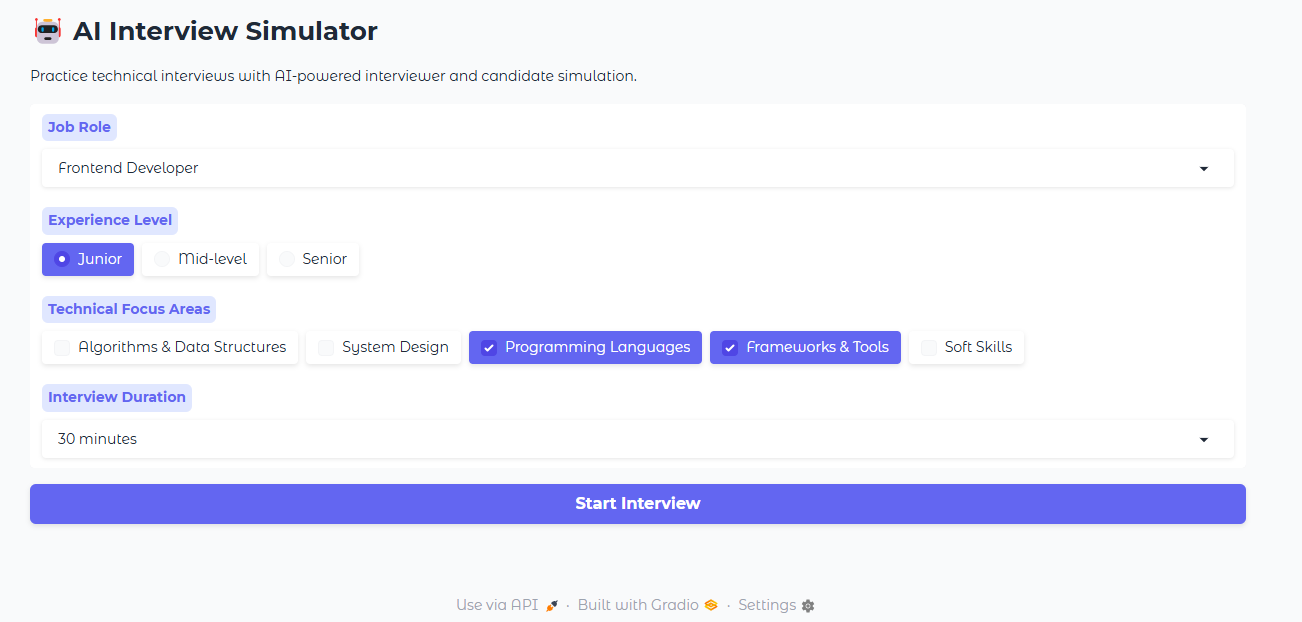 AI Interview Simulator
Practice technical interviews with AI-powered interviewer and candidate simulation.
Job Role
Frontend Developer
Experience Level
Junior Mid-level Senior
Technical Focus Areas
Algorithms & Data Structures System Design Programming Languages Frameworks & Tools Soft Skills
Interview Duration
30 minutes
Start Interview
Use via API · Built with Gradio · Settings